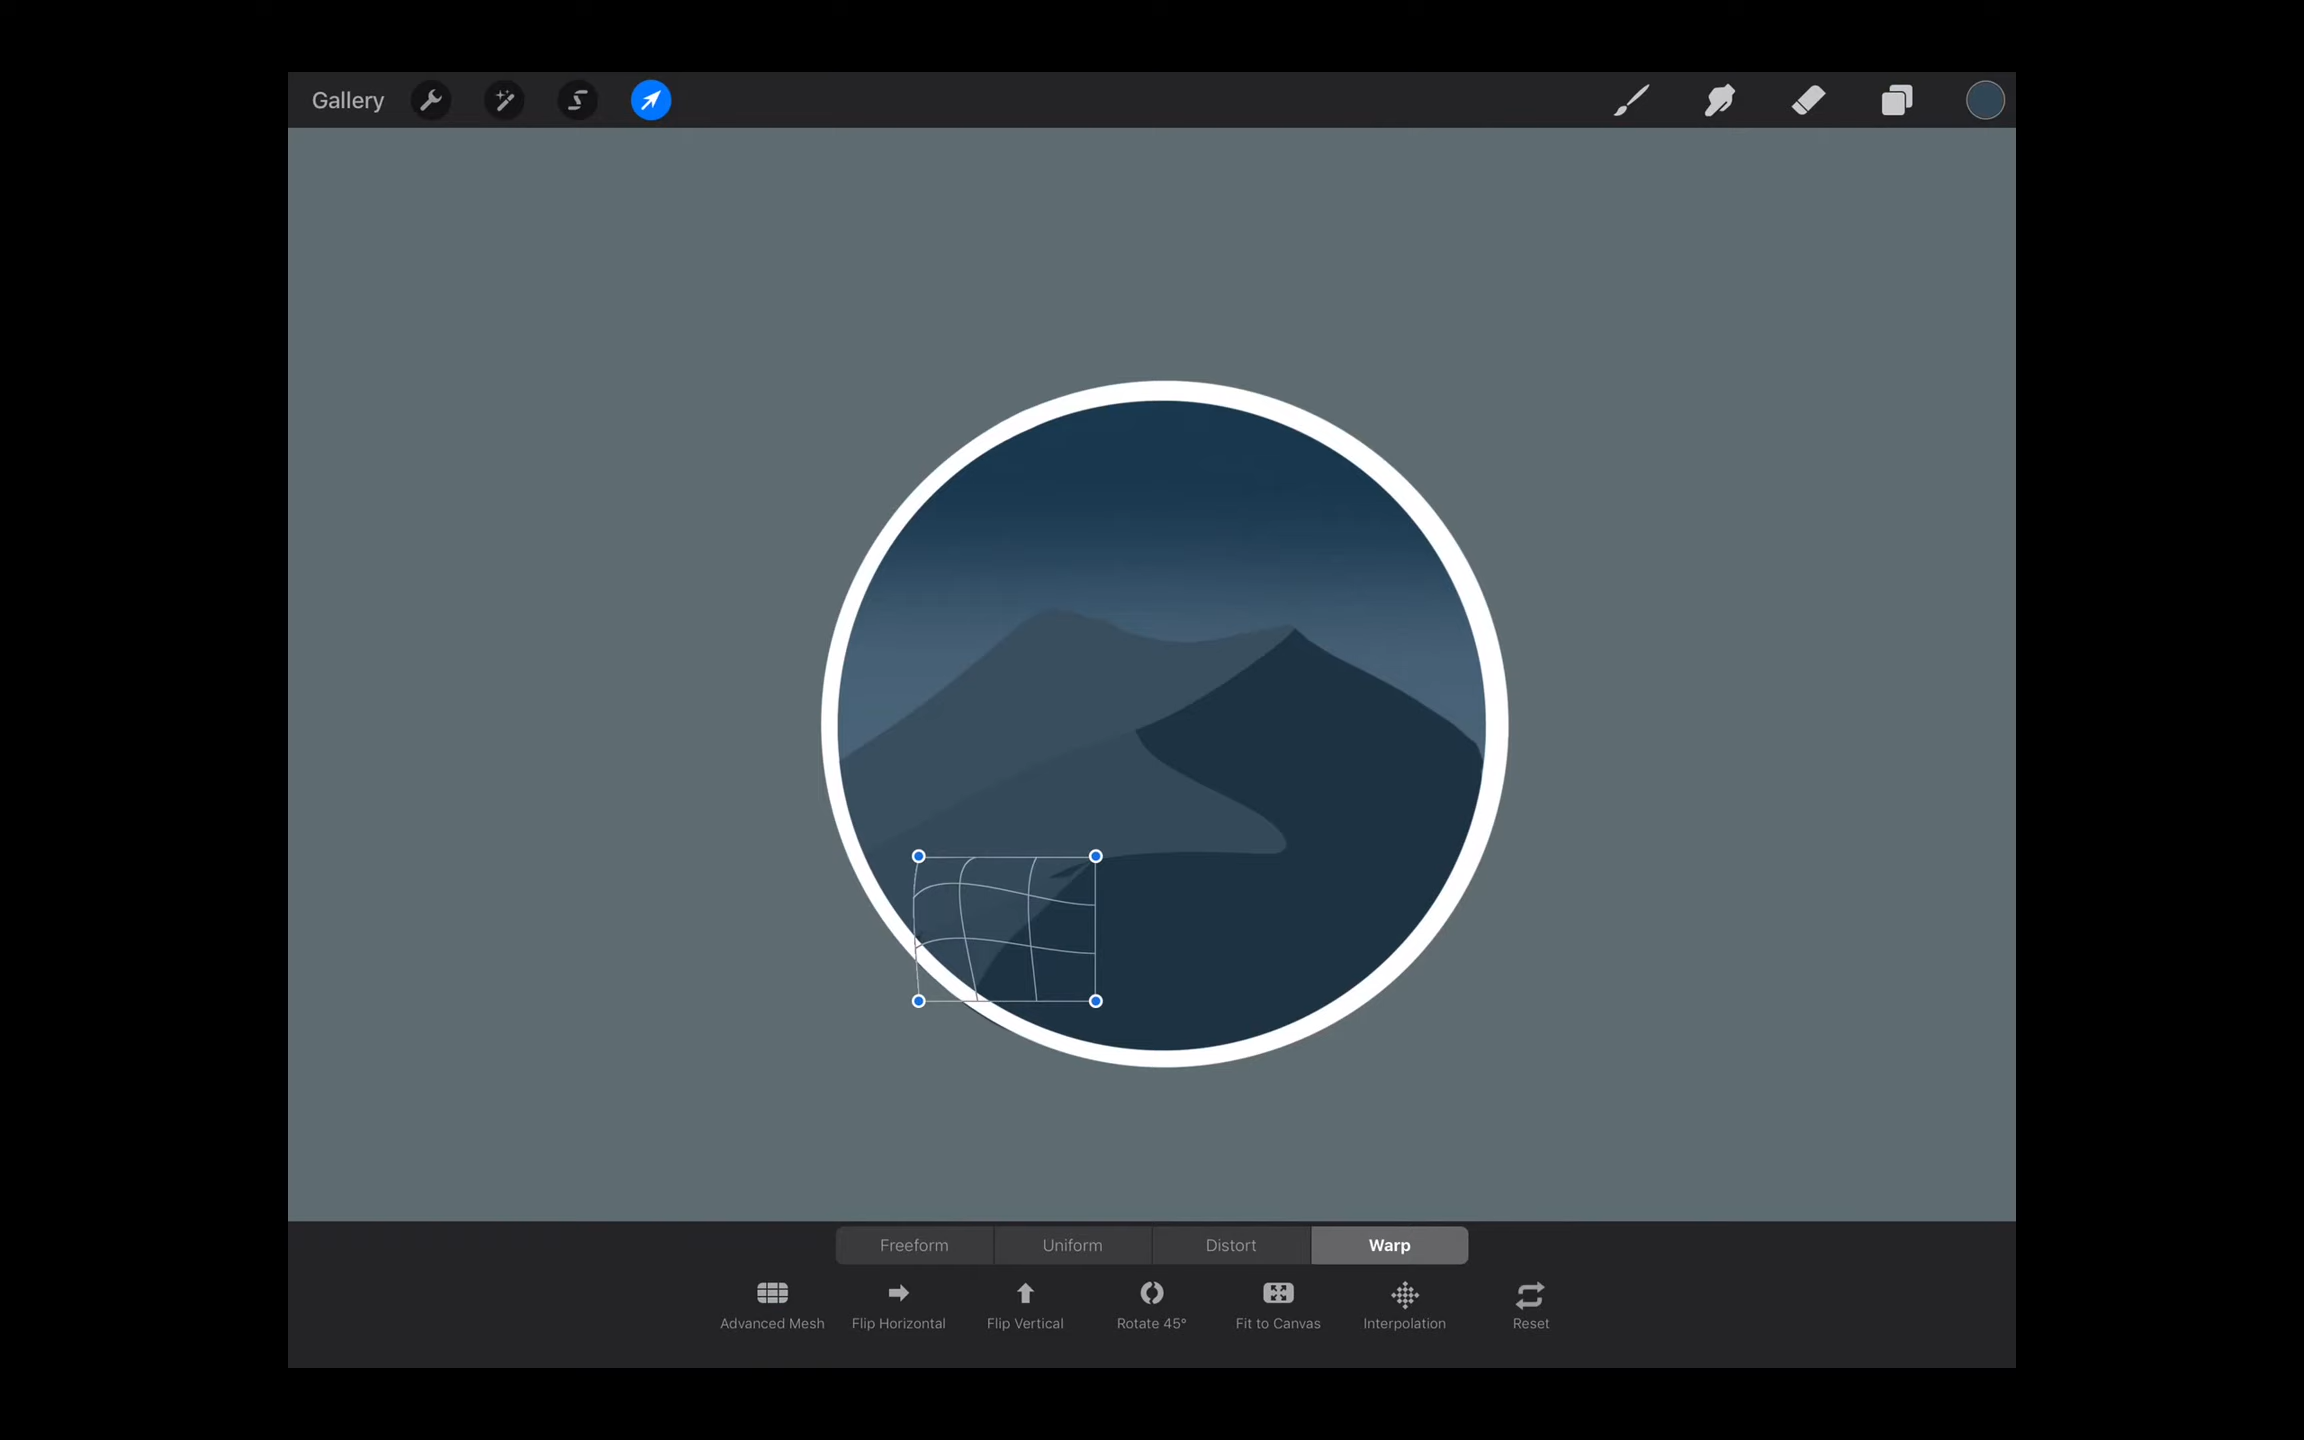 Gallery
Freeform Uniform Distort Warp
Advanced Mesh Flip Horizontal Flip Vertical Rotate 45° Fit to Canvas Interpolation Reset